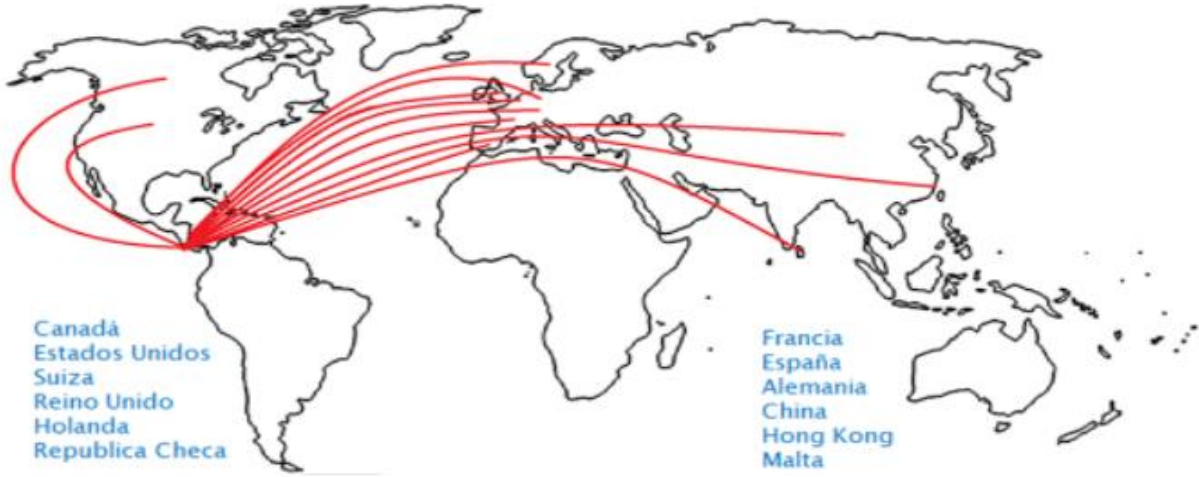 Canadá
Estados Unidos
Suiza
Reino Unido
Holanda
Republica Checa
Francia
España
Alemania
China
Hong Kong
Malta